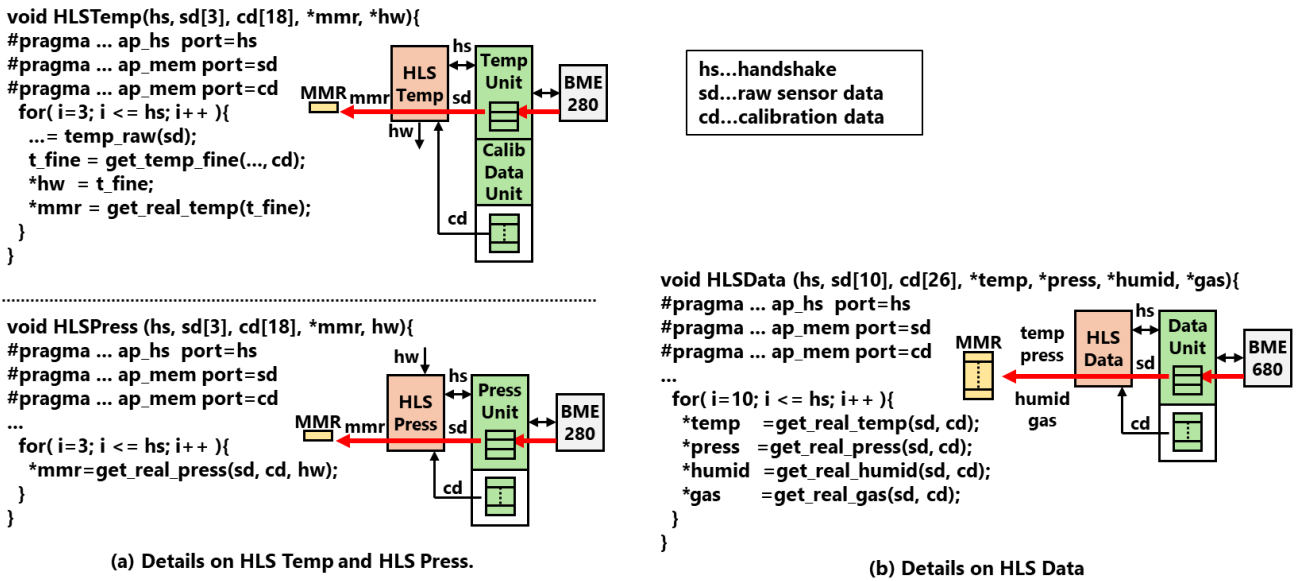 void HLSTemp(hs, sd[3], cd[18], *mmr, *hw){
#pragma ... ap_hs  port=hs
#pragma ... ap_mem port=sd
#pragma ... ap_mem port=cd
for( i=3; i <= hs; i++ ){
...= temp_raw(sd);
t_fine = get_temp_fine(..., cd);
*hw  = t_fine;
*mmr = get_real_temp(t_fine);
}
}
MMR
mmr
HLS
Temp
hw
hs
sd
cd
Temp
Unit
Calib
Data
Unit
BME
280
hs...handshake
sd...raw sensor data
cd...calibration data
void HLSPress (hs, sd[3], cd[18], *mmr, hw){
#pragma ... ap_hs  port=hs
#pragma ... ap_mem port=sd
#pragma ... ap_mem port=cd
...
for( i=3; i <= hs; i++ ){
*mmr=get_real_press(sd, cd, hw);
}
}
MMR
mmr
hw
HLS
Press
hs
sd
cd
Press
Unit
BME
280
(a) Details on HLS Temp and HLS Press.
void HLSData (hs, sd[10], cd[26], *temp, *press, *humid, *gas){
#pragma ... ap_hs  port=hs
#pragma ... ap_mem port=sd
#pragma ... ap_mem port=cd
...
for( i=10; i <= hs; i++ ){
*temp   =get_real_temp(sd, cd);
*press   =get_real_press(sd, cd);
*humid  =get_real_humid(sd, cd);
*gas      =get_real_gas(sd, cd);
}
}
MMR
temp
press
humid
gas
HLS
Data
hs
sd
cd
Data
Unit
BME
680
(b) Details on HLS Data